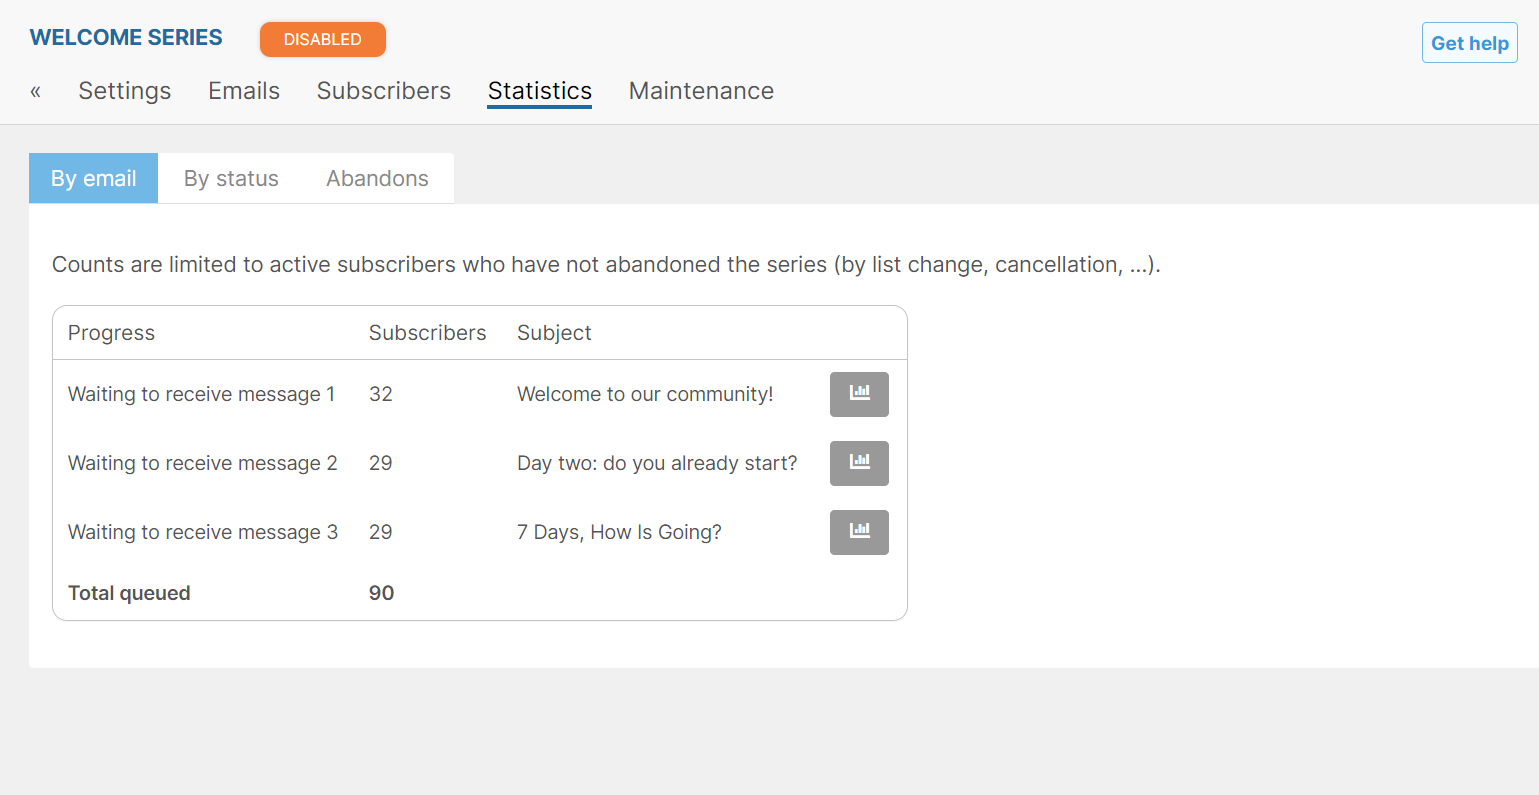 WELCOME SERIES DISABLED Get help
« Settings Emails Subscribers Statistics Maintenance
By email By status Abandons
Counts are limited to active subscribers who have not abandoned the series (by list change, cancellation, ...).
Progress Subscribers Subject
Waiting to receive message 1 32 Welcome to our community!
Waiting to receive message 2 29 Day two: do you already start?
Waiting to receive message 3 29 7 Days, How Is Going?
Total queued 90